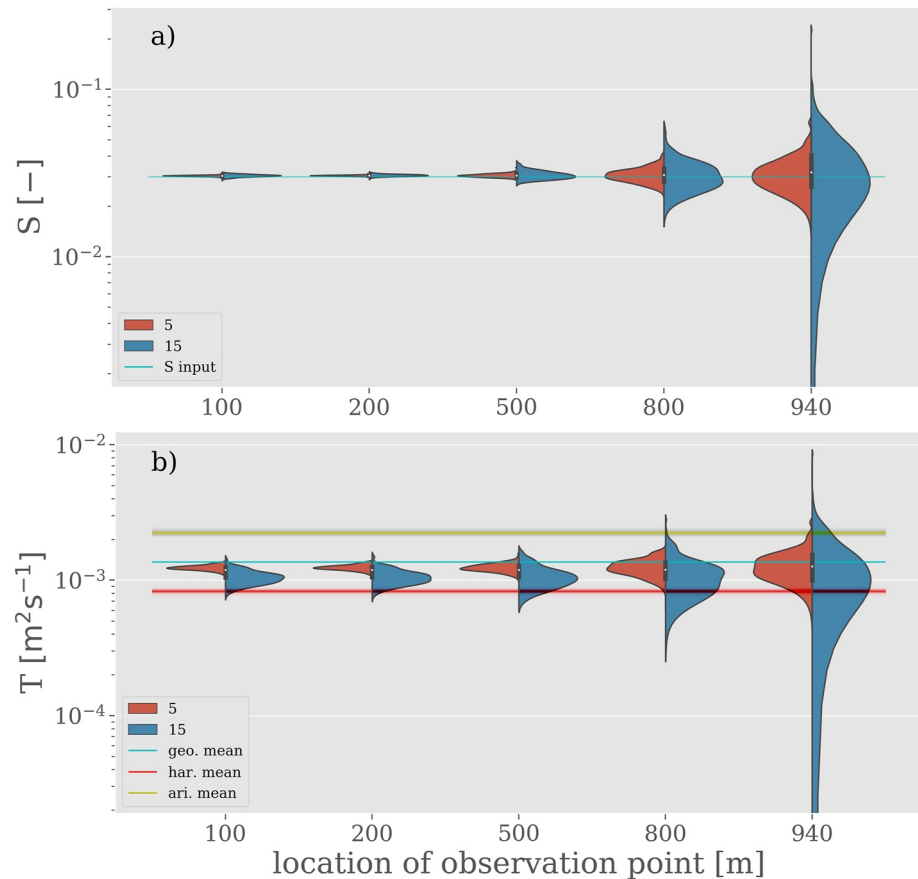 a)
10⁻¹
10⁻²
S [−]
5
15
S input
100 200 500 800 940
b)
10⁻²
10⁻³
10⁻⁴
T [m²s⁻¹]
5
15
geo. mean
har. mean
ari. mean
100 200 500 800 940
location of observation point [m]